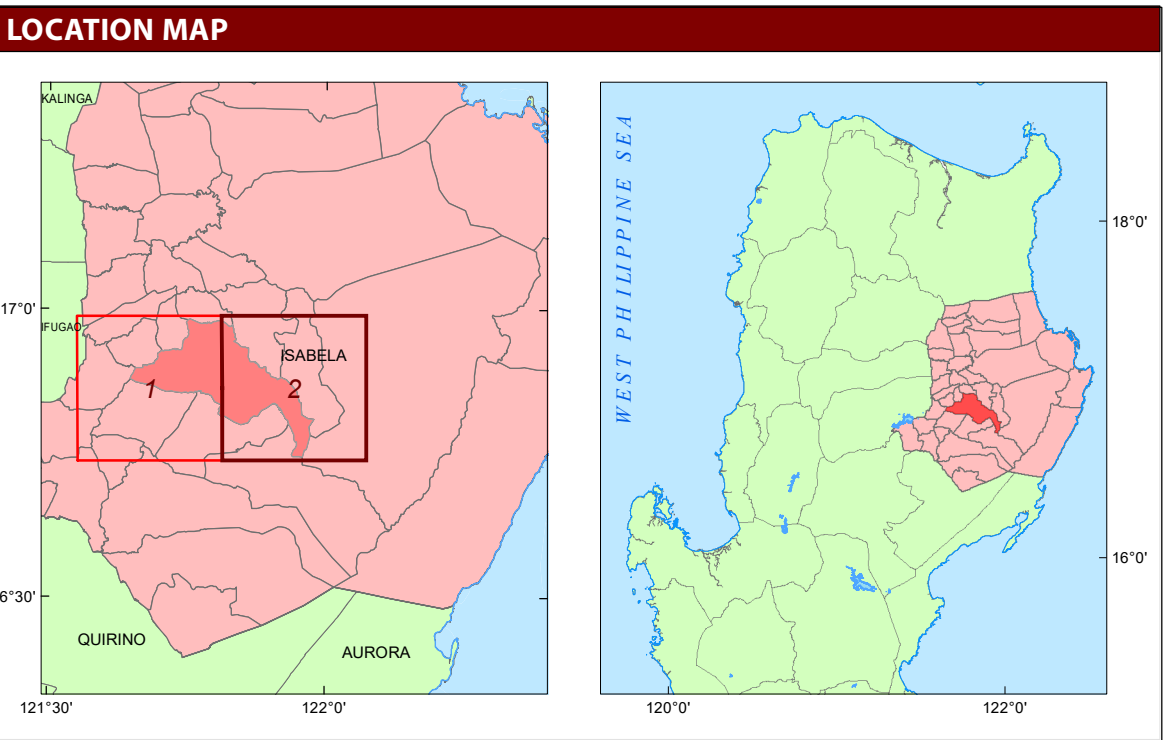 LOCATION MAP
KALINGA
17°0'
IFUGAO
ISABELA
1
2
6°30'
QUIRINO
AURORA
121°30'
122°0'
WEST PHILIPPINE SEA
18°0'
16°0'
120°0'
122°0'